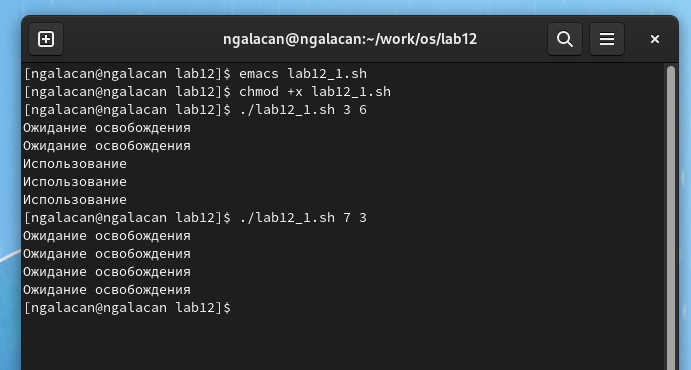 ngalacan@ngalacan:~/work/os/lab12
[ngalacan@ngalacan lab12]$ emacs lab12_1.sh
[ngalacan@ngalacan lab12]$ chmod +x lab12_1.sh
[ngalacan@ngalacan lab12]$ ./lab12_1.sh 3 6
Ожидание освобождения
Ожидание освобождения
Использование
Использование
Использование
[ngalacan@ngalacan lab12]$ ./lab12_1.sh 7 3
Ожидание освобождения
Ожидание освобождения
Ожидание освобождения
Ожидание освобождения
[ngalacan@ngalacan lab12]$